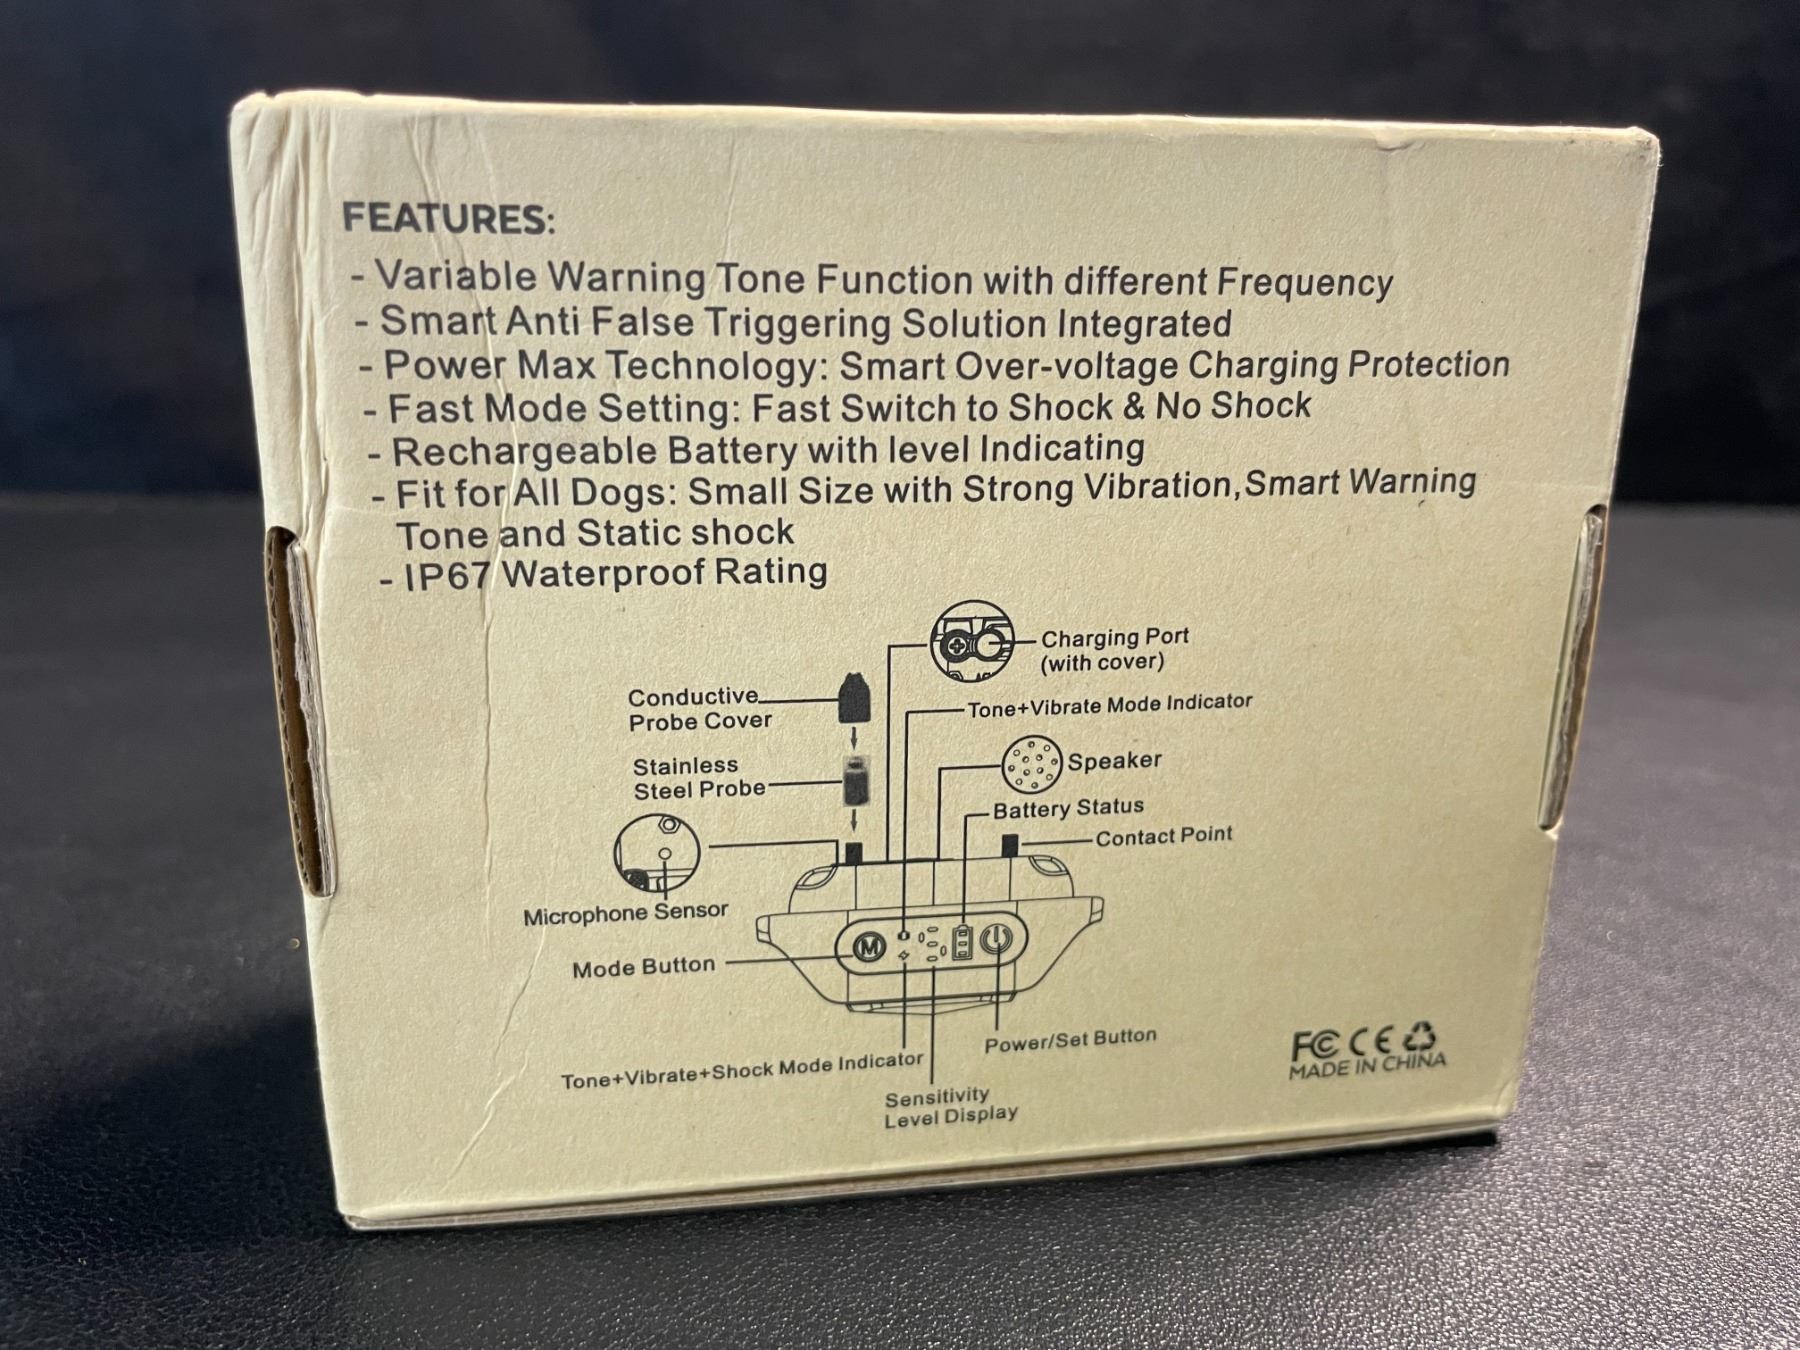 FEATURES:
- Variable Warning Tone Function with different Frequency
- Smart Anti False Triggering Solution Integrated
- Power Max Technology: Smart Over-voltage Charging Protection
- Fast Mode Setting: Fast Switch to Shock & No Shock
- Rechargeable Battery with level Indicating
- Fit for All Dogs: Small Size with Strong Vibration,Smart Warning
Tone and Static shock
- IP67 Waterproof Rating
Charging Port
(with cover)
Conductive
Probe Cover
Tone+Vibrate Mode Indicator
Stainless
Steel Probe
Speaker
Battery Status
Contact Point
Microphone Sensor
M
Mode Button
Power/Set Button
Tone+Vibrate+Shock Mode Indicator
Sensitivity
Level Display
FC CE
MADE IN CHINA